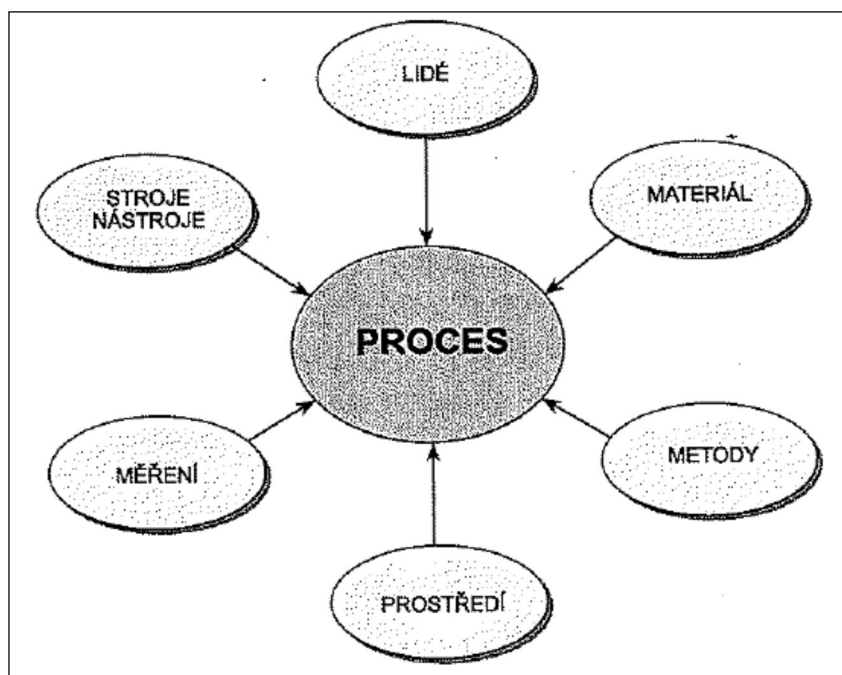 LIDÉ
STROJE
NÁSTROJE
MATERIÁL
PROCES
MĚŘENÍ
METODY
PROSTŘEDÍ